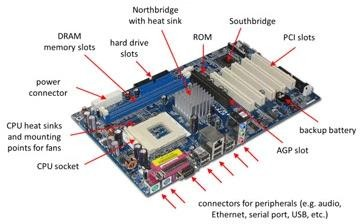 Northbridge
with heat sink
Southbridge
DRAM
memory slots
hard drive
slots
ROM
PCI slots
power
connector
CPU heat sinks
and mounting
points for fans
backup battery
AGP slot
CPU socket
connectors for peripherals (e.g. audio,
Ethernet, serial port, USB, etc.)